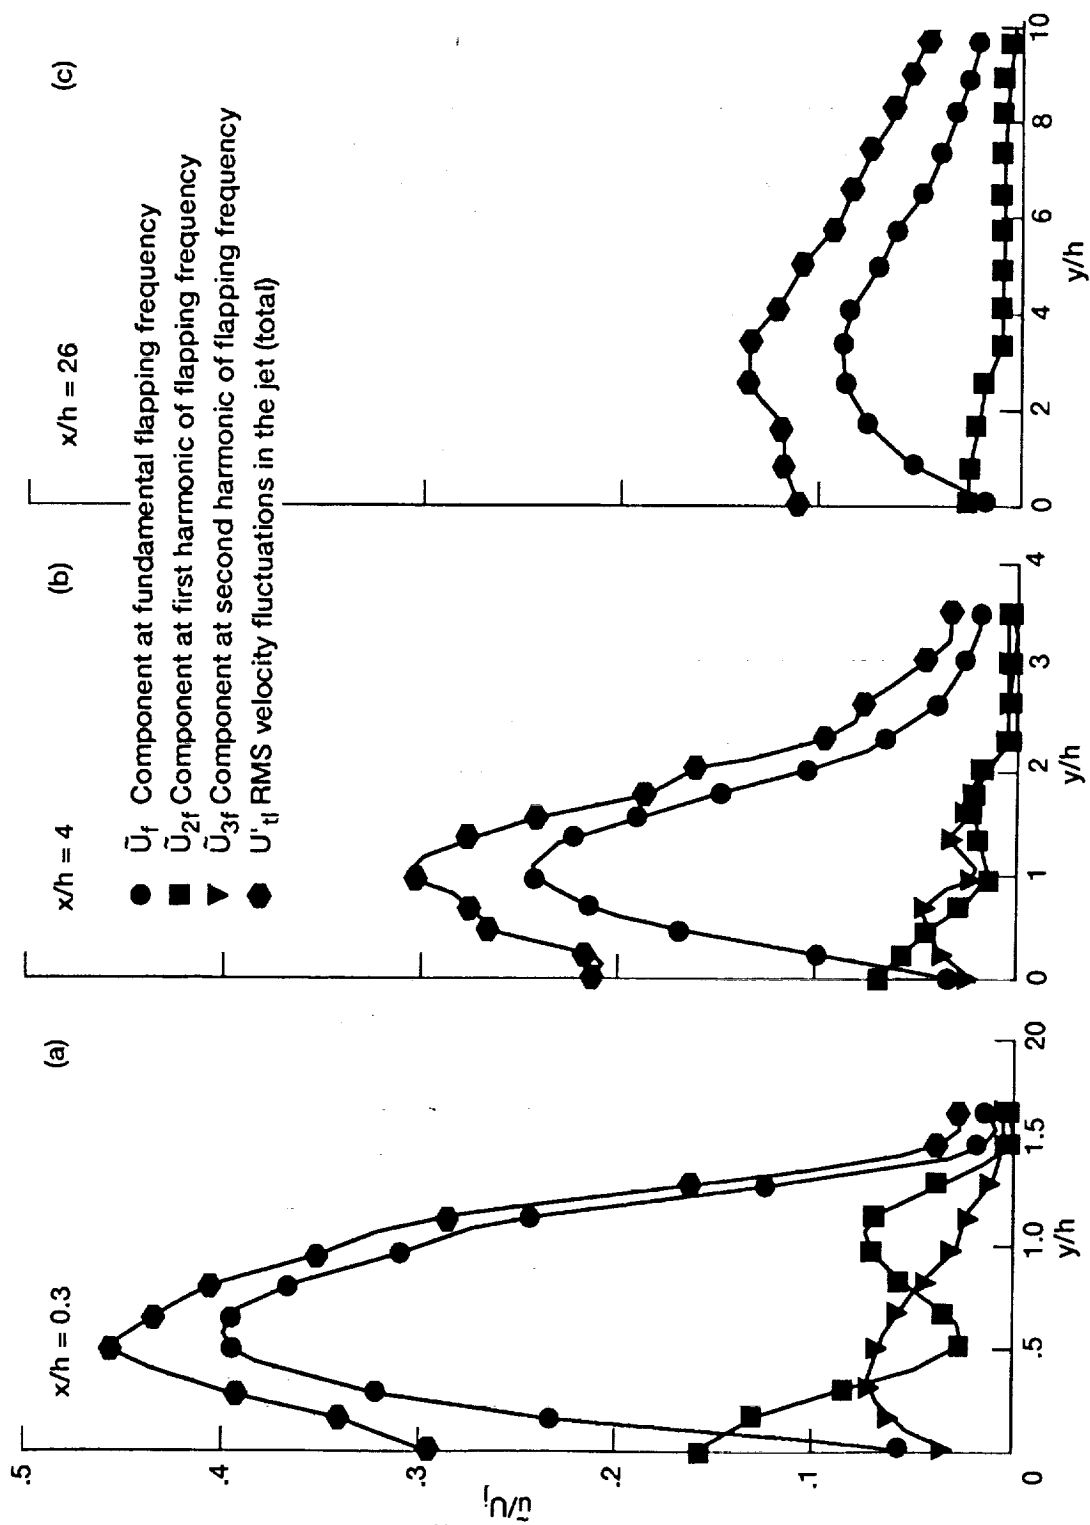 x/h = 0.3
(a)
x/h = 4
(b)
x/h = 26
(c)
Ũf Component at fundamental flapping frequency
Ũ2f Component at first harmonic of flapping frequency
Ũ3f Component at second harmonic of flapping frequency
U'tl RMS velocity fluctuations in the jet (total)
.5
.4
.3
.2
.1
0
ũ/Uj
.5
1.0
1.5
20
y/h
0
1
2
3
4
y/h
0
2
4
6
8
10
y/h